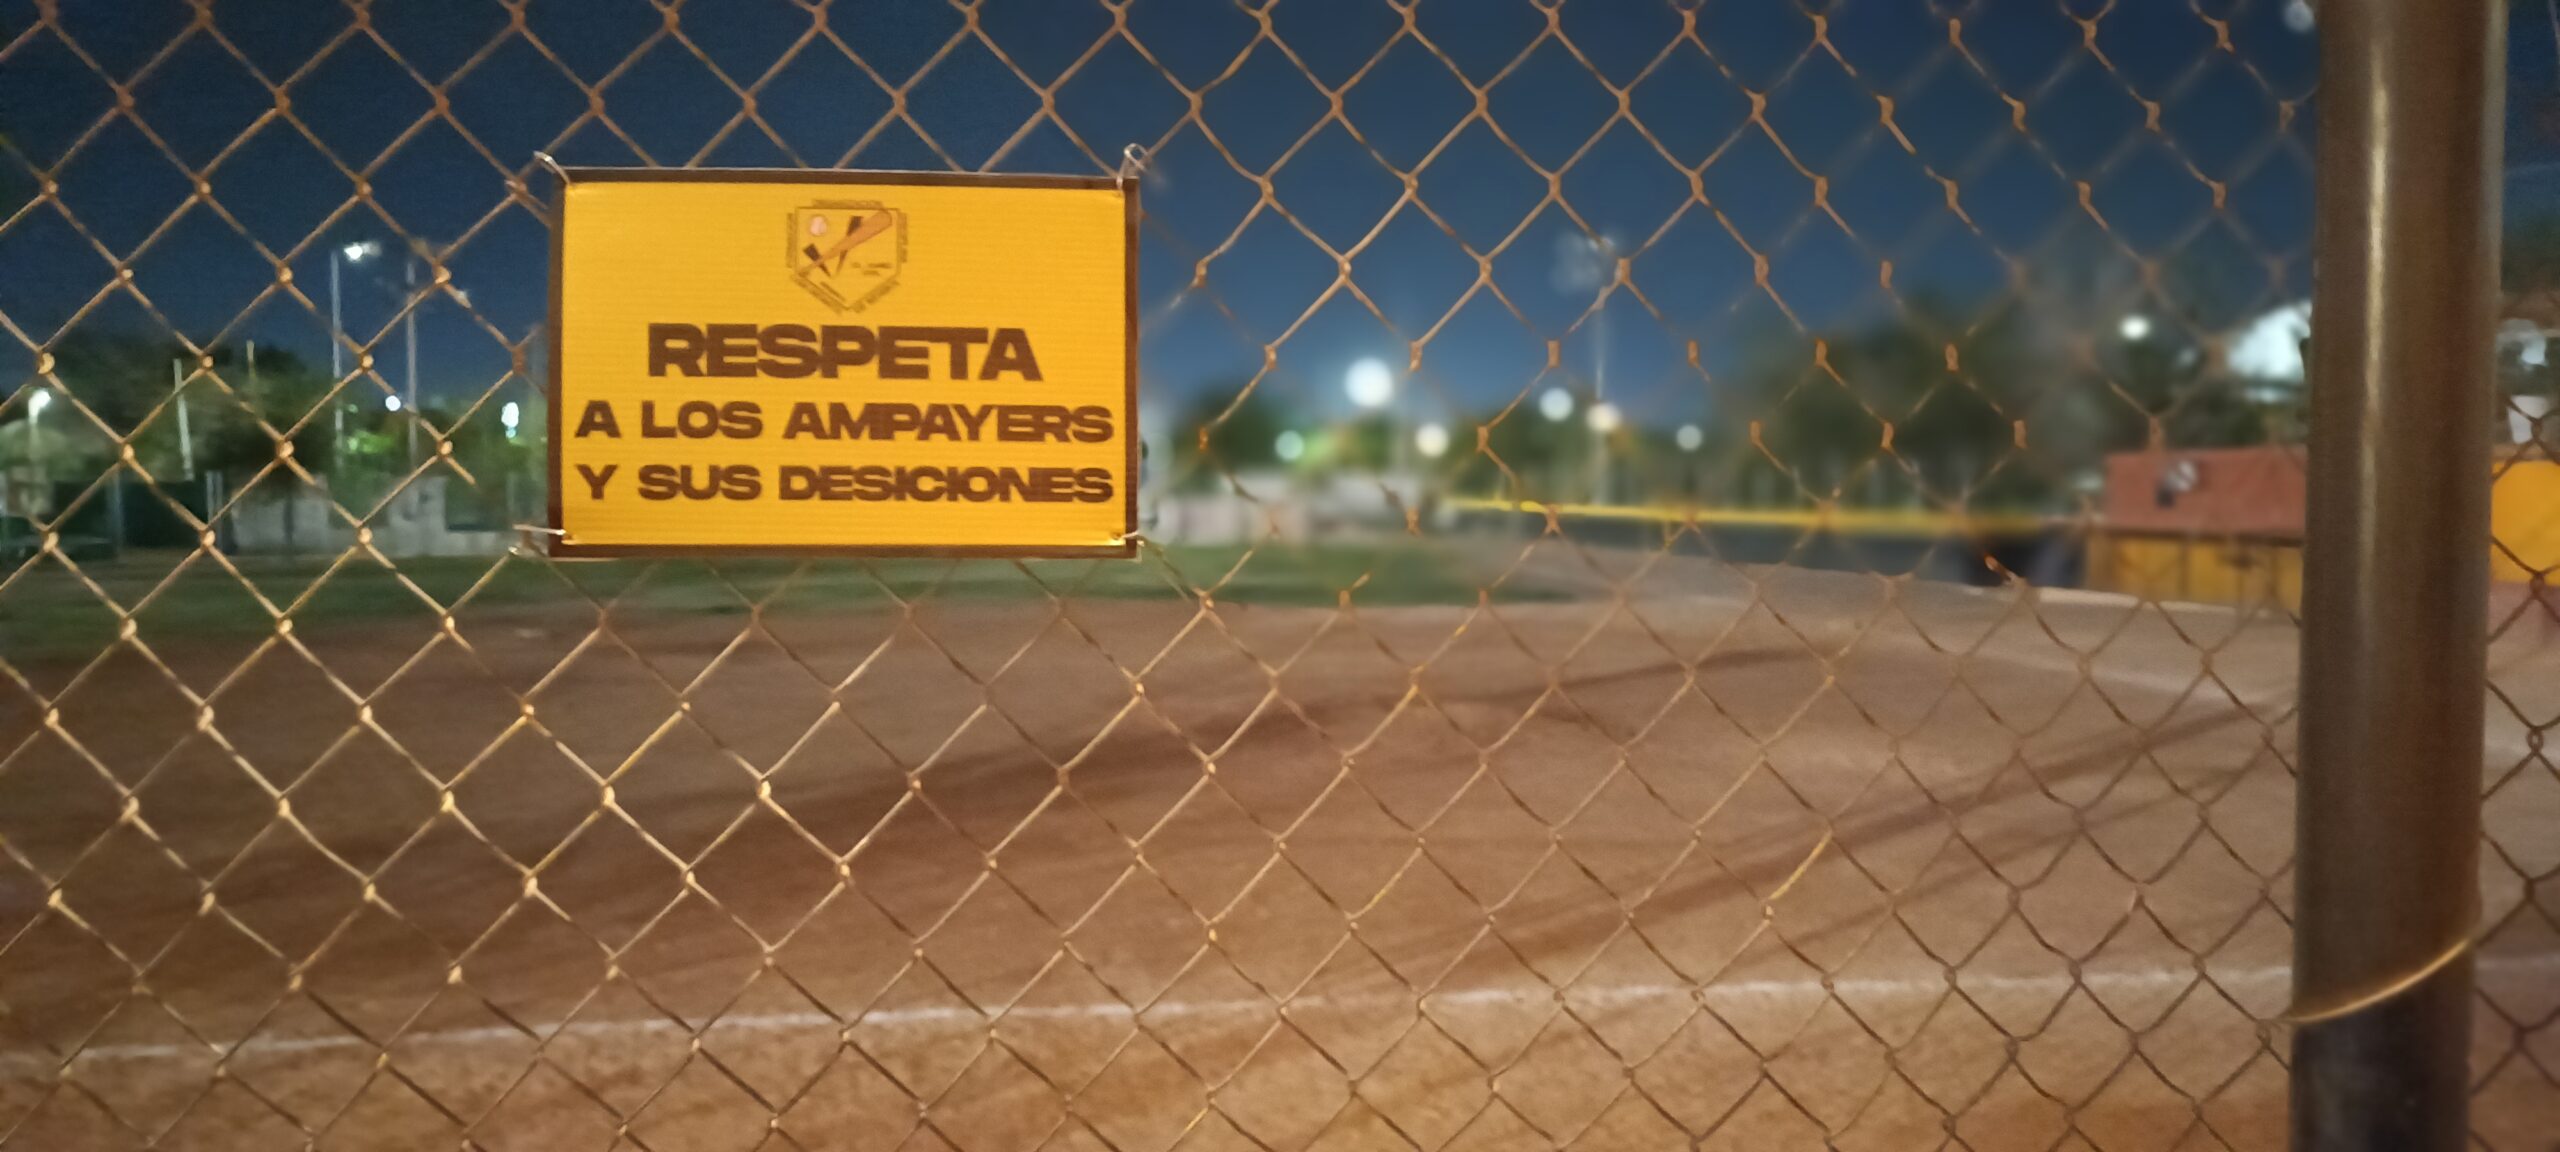 RESPETA
A LOS AMPAYERS
Y SUS DESICIONES